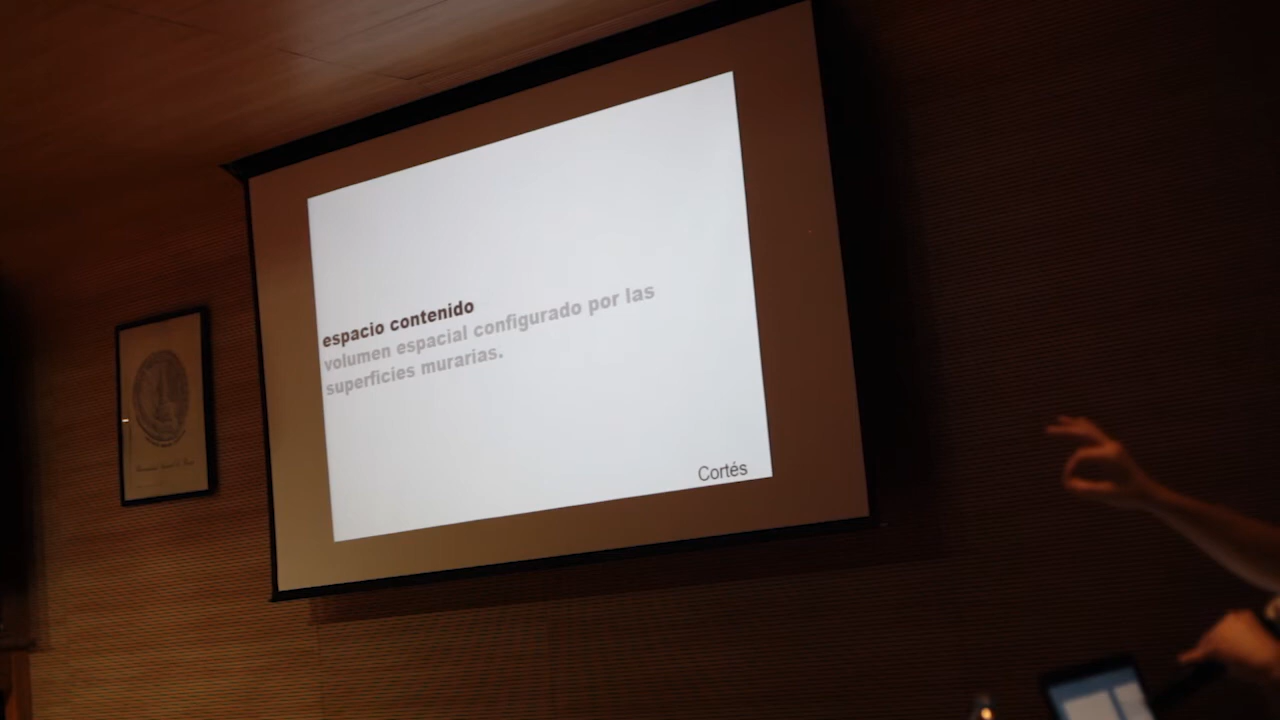 espacio contenido
volumen espacial configurado por las
superficies murarias.
Cortés